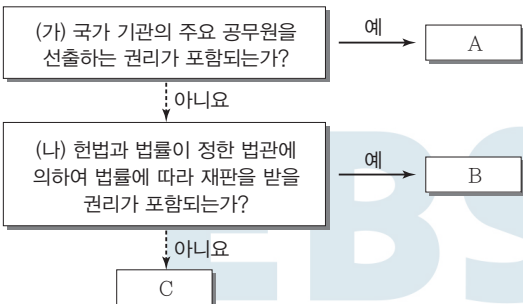 (가) 국가 기관의 주요 공무원을
선출하는 권리가 포함되는가?
예
A
아니요
(나) 헌법과 법률이 정한 법관에
의하여 법률에 따라 재판을 받을
권리가 포함되는가?
예
B
아니요
C
EBS